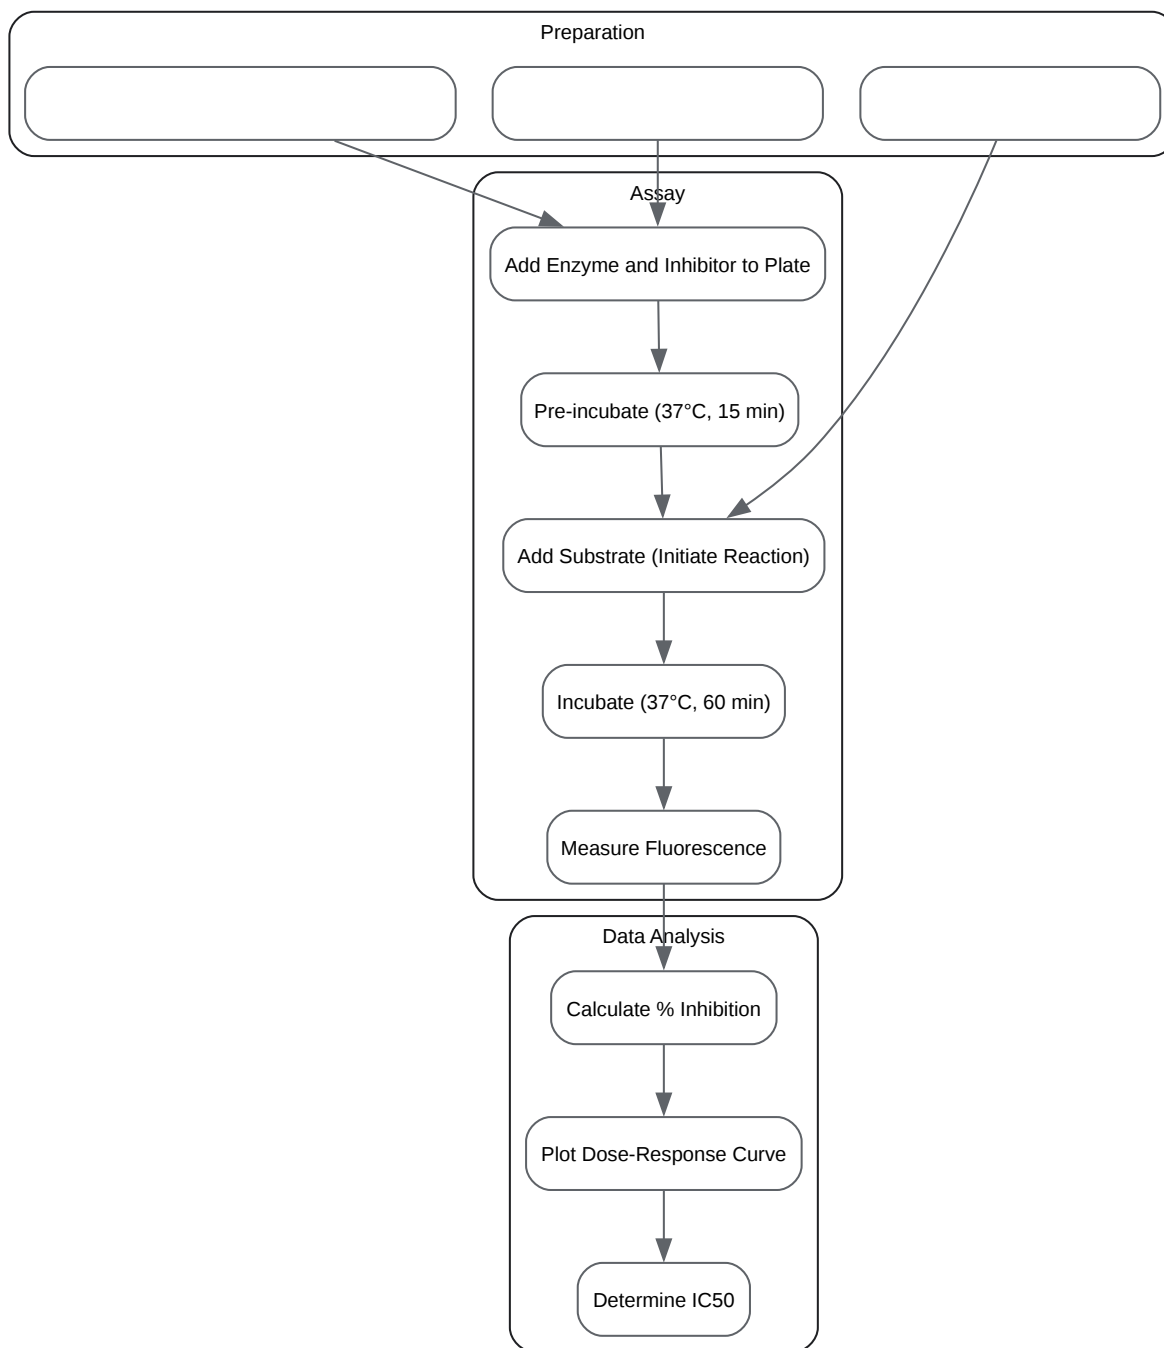 Preparation
Assay
Add Enzyme and Inhibitor to Plate
Pre-incubate (37°C, 15 min)
Add Substrate (Initiate Reaction)
Incubate (37°C, 60 min)
Measure Fluorescence
Data Analysis
Calculate % Inhibition
Plot Dose-Response Curve
Determine IC50